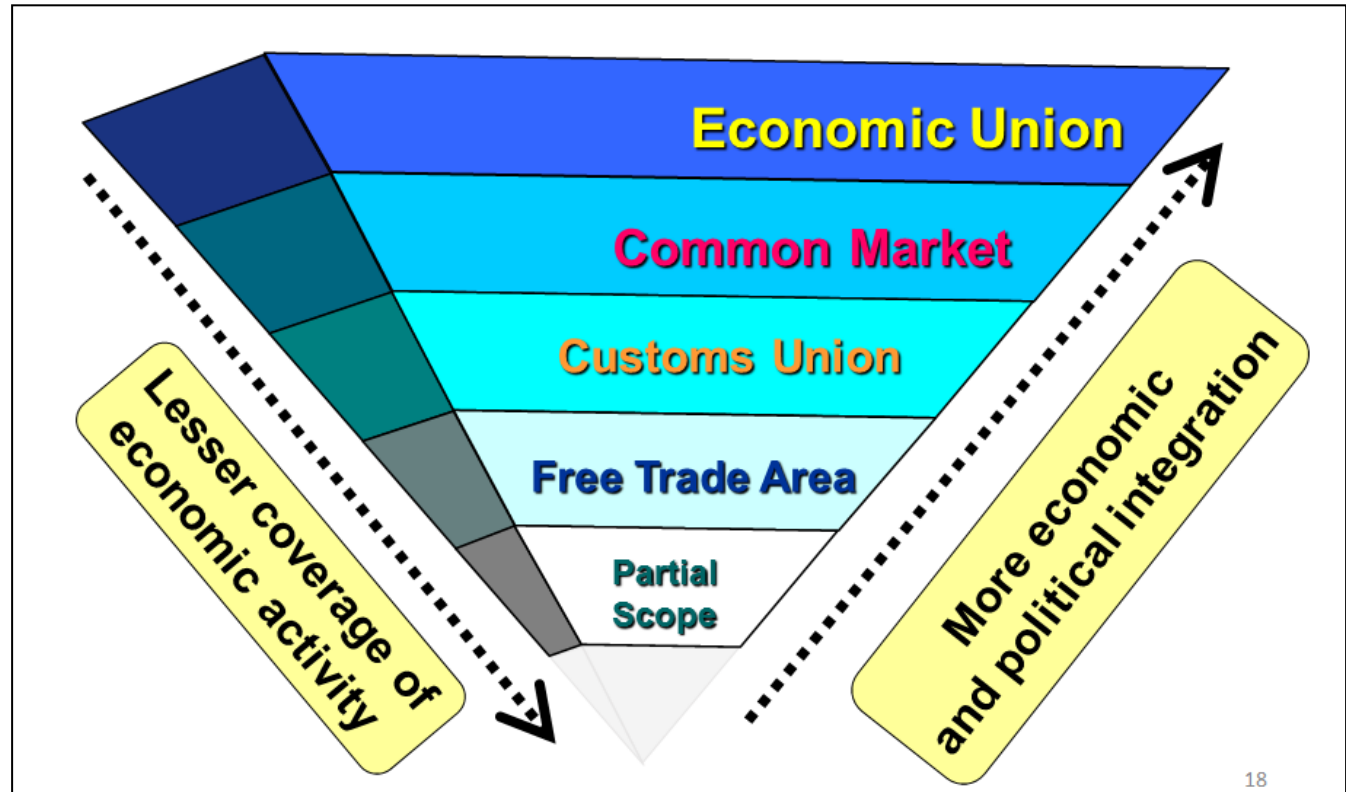 Economic Union
Common Market
Customs Union
Free Trade Area
Partial
Scope
Lesser coverage of
economic activity
More economic
and political integration
18